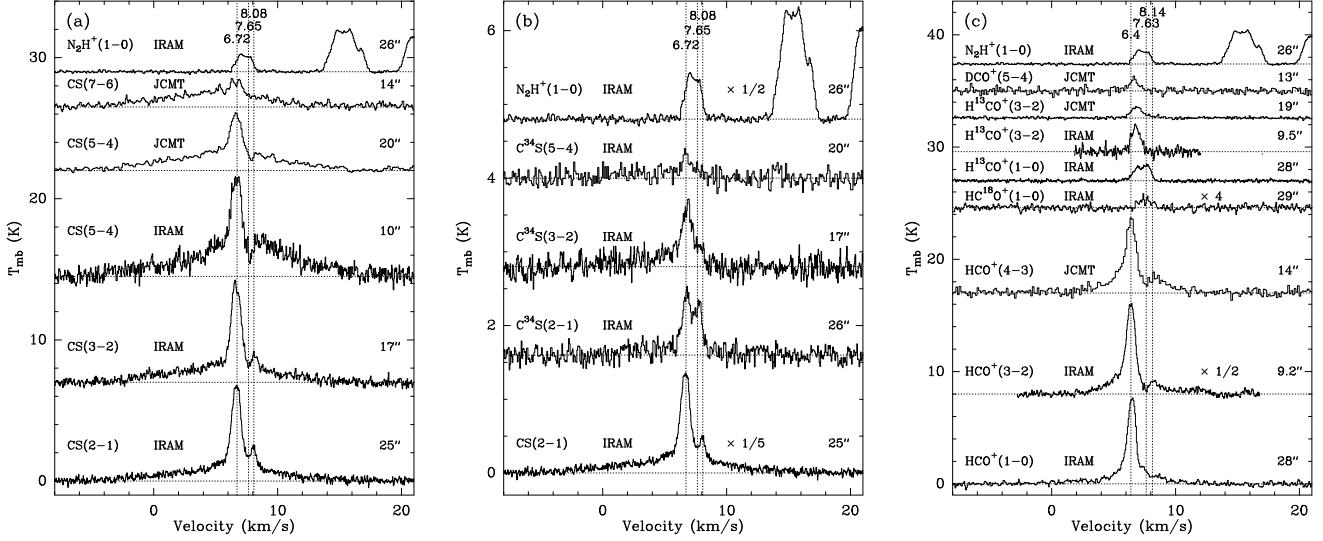 (a)
8.08
7.65
6.72
N₂H⁺(1−0) IRAM 26″
CS(7−6) JCMT 14″
CS(5−4) JCMT 20″
CS(5−4) IRAM 10″
CS(3−2) IRAM 17″
CS(2−1) IRAM 25″
30
20
10
0
T_mb (K)
0 10 20
Velocity (km/s)
(b)
8.08
7.65
6.72
N₂H⁺(1−0) IRAM × 1/2 26″
C³⁴S(5−4) IRAM 20″
C³⁴S(3−2) IRAM 17″
C³⁴S(2−1) IRAM 26″
CS(2−1) IRAM × 1/5 25″
6
4
2
0
T_mb (K)
0 10 20
Velocity (km/s)
(c)
8.14
7.63
6.4
N₂H⁺(1−0) IRAM 26″
DCO⁺(5−4) JCMT 13″
H¹³CO⁺(3−2) JCMT 19″
H¹³CO⁺(3−2) IRAM 9.5″
H¹³CO⁺(1−0) IRAM 28″
HC¹⁸O⁺(1−0) IRAM × 4 29″
HCO⁺(4−3) JCMT 14″
HCO⁺(3−2) IRAM × 1/2 9.2″
HCO⁺(1−0) IRAM 28″
40
30
20
10
0
T_mb (K)
0 10 20
Velocity (km/s)